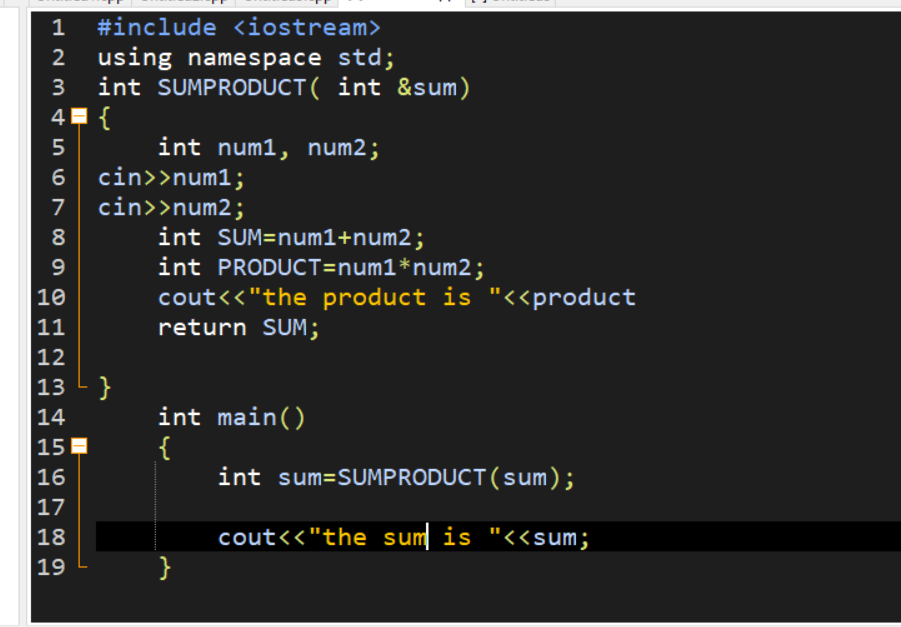 1 #include <iostream>
2 using namespace std;
3 int SUMPRODUCT( int &sum)
4 {
5 int num1, num2;
6 cin>>num1;
7 cin>>num2;
8 int SUM=num1+num2;
9 int PRODUCT=num1*num2;
10 cout<<"the product is "<<product
11 return SUM;
12
13 }
14 int main()
15 {
16 int sum=SUMPRODUCT(sum);
17
18 cout<<"the sum is "<<sum;
19 }